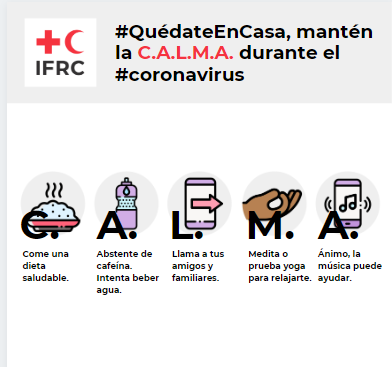 IFRC
#QuédateEnCasa, mantén
la C.A.L.M.A. durante el
#coronavirus
C.
Come una
dieta
saludable.
A.
Abstente de
cafeína.
Intenta beber
agua.
L.
Llama a tus
amigos y
familiares.
M.
Medita o
prueba yoga
para relajarte.
A.
Ánimo, la
música puede
ayudar.